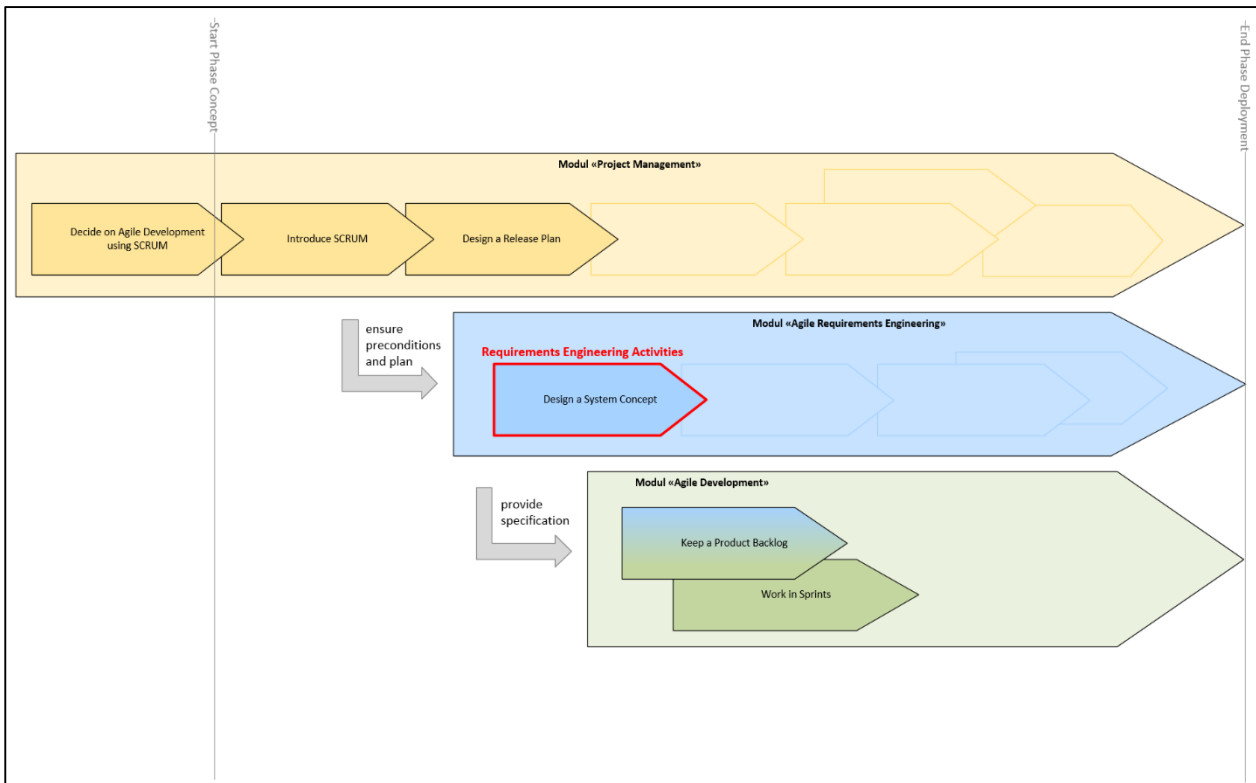 Start Phase Concept
End Phase Deployment
Modul «Project Management»
Decide on Agile Development
using SCRUM
Introduce SCRUM
Design a Release Plan
ensure
preconditions
and plan
Modul «Agile Requirements Engineering»
Requirements Engineering Activities
Design a System Concept
provide
specification
Modul «Agile Development»
Keep a Product Backlog
Work in Sprints